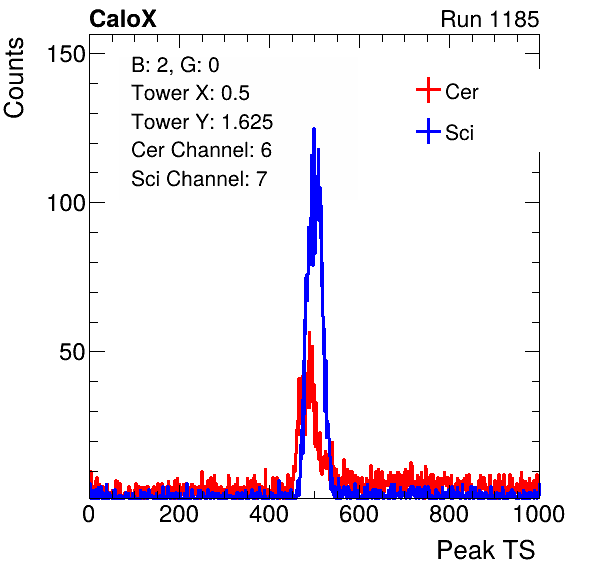 CaloX Run 1185
Counts
150
100
50
B: 2, G: 0
Tower X: 0.5
Tower Y: 1.625
Cer Channel: 6
Sci Channel: 7
Cer
Sci
0 200 400 600 800 1000
Peak TS